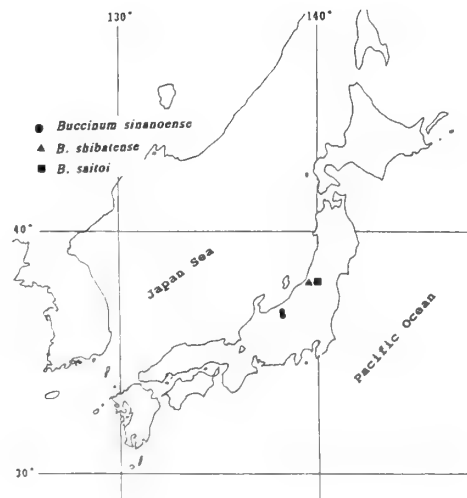 130°
140°
Buccinum sinanoense
B. shibatense
B. saitoi
40°
Japan Sea
Pacific Ocean
30°